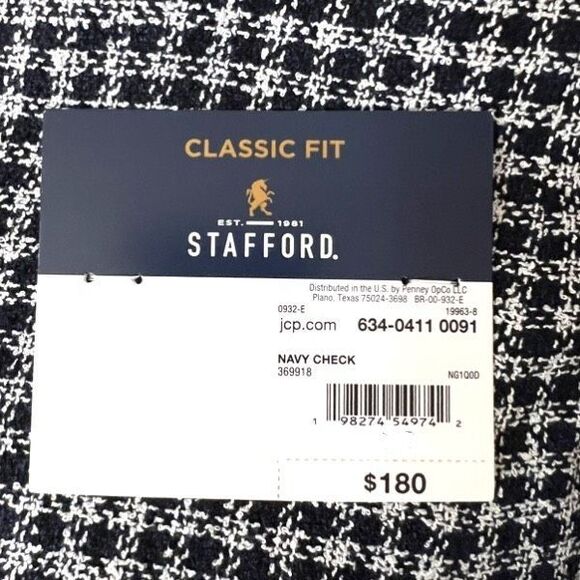 CLASSIC FIT
EST. 1981
STAFFORD.
Distributed in the U.S. by Penney OpCo LLC
Plano, Texas 75024-3698 BR-00-932-E
0932-E 19963-8
jcp.com 634-0411 0091
NAVY CHECK
369918 NG1Q0D
1 98274 54974 2
$180